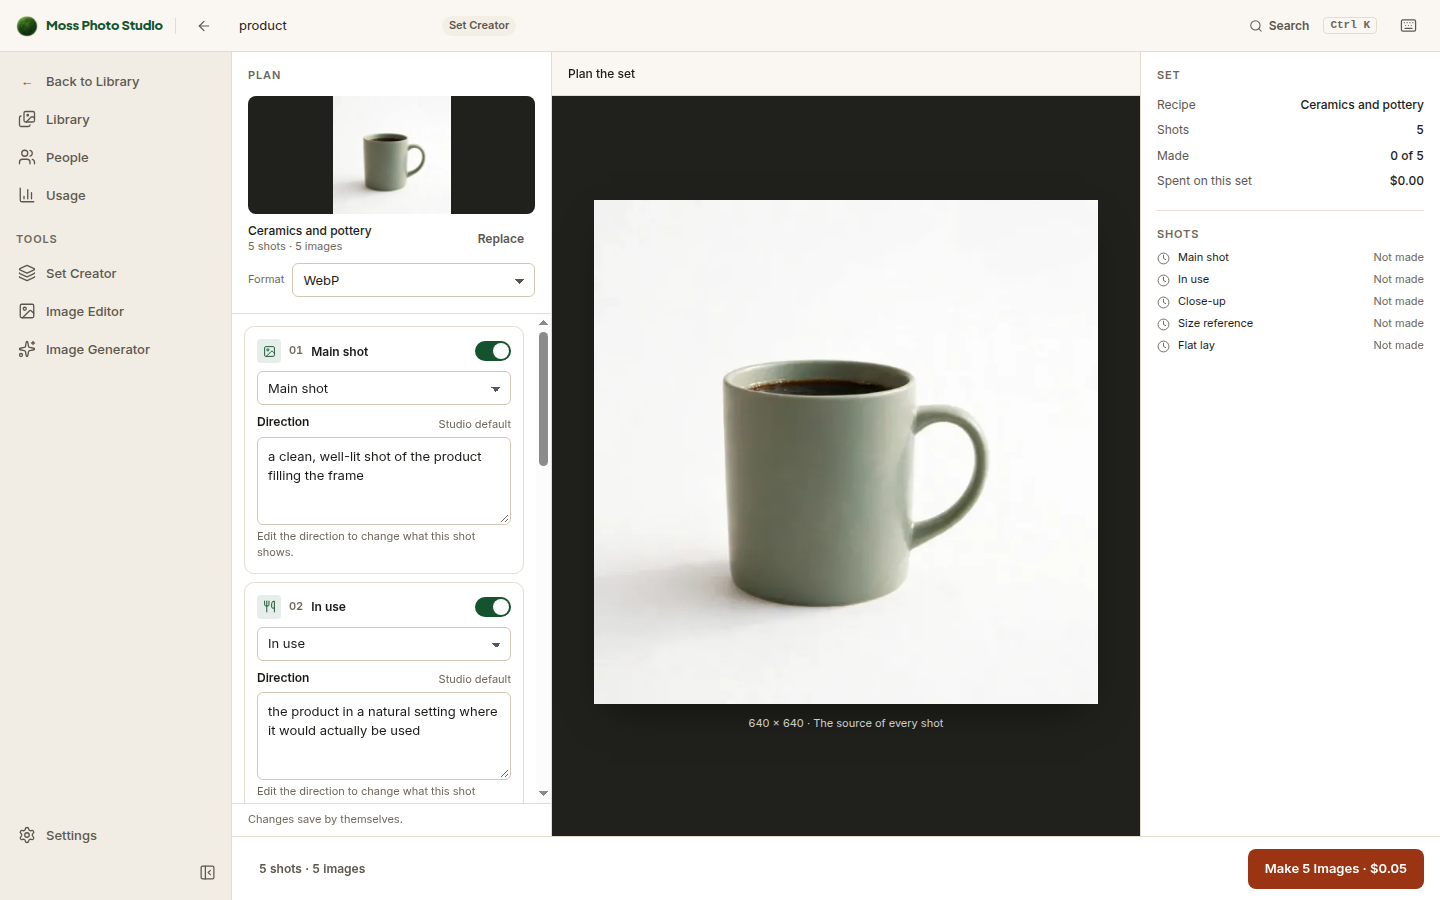 Moss Photo Studio
product
Set Creator
Search
Ctrl K
← Back to Library
Library
People
Usage
TOOLS
Set Creator
Image Editor
Image Generator
Settings
PLAN
Ceramics and pottery
5 shots · 5 images
Replace
Format
WebP
01 Main shot
Main shot
Direction
Studio default
a clean, well-lit shot of the product
filling the frame
Edit the direction to change what this shot
shows.
02 In use
In use
Direction
Studio default
the product in a natural setting where
it would actually be used
Edit the direction to change what this shot
Changes save by themselves.
Plan the set
640 × 640 · The source of every shot
SET
Recipe Ceramics and pottery
Shots 5
Made 0 of 5
Spent on this set $0.00
SHOTS
Main shot Not made
In use Not made
Close-up Not made
Size reference Not made
Flat lay Not made
5 shots · 5 images
Make 5 Images · $0.05